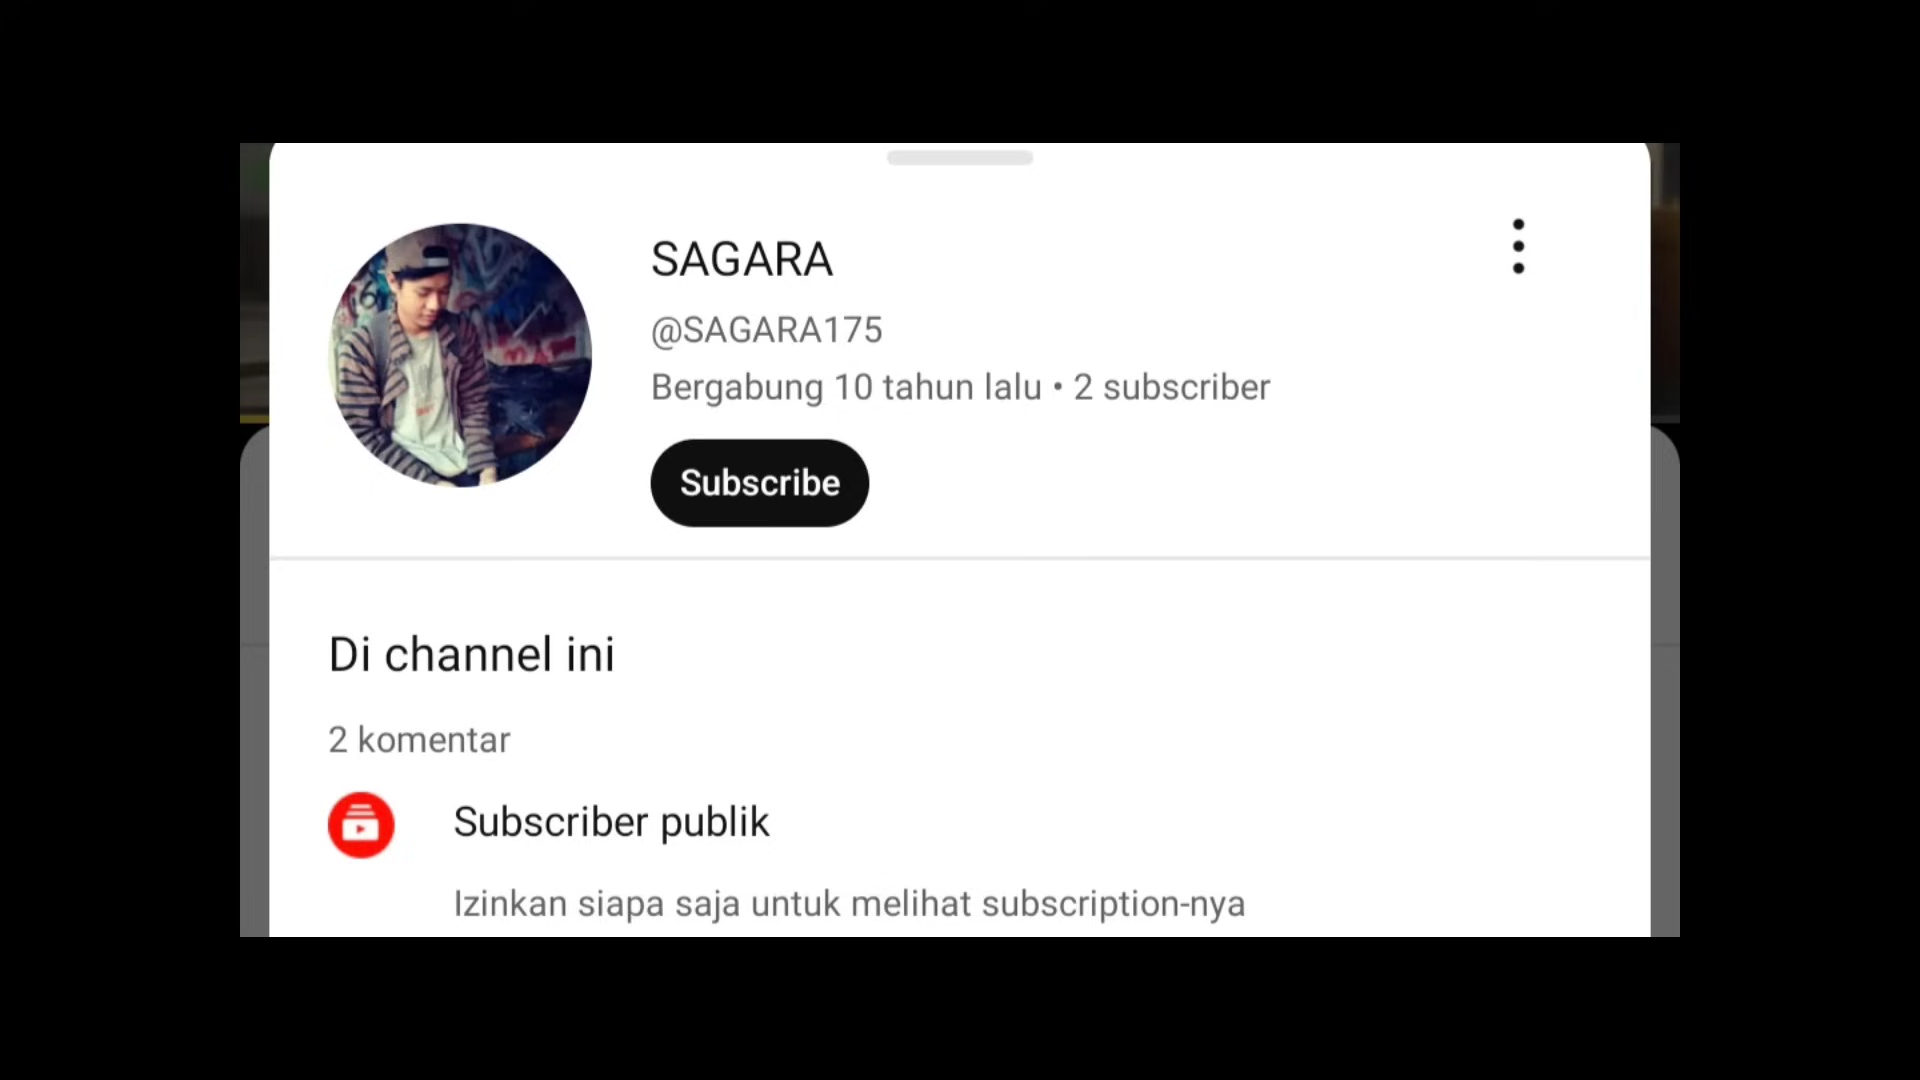 SAGARA
@SAGARA175
Bergabung 10 tahun lalu • 2 subscriber
Subscribe
Di channel ini
2 komentar
Subscriber publik
Izinkan siapa saja untuk melihat subscription-nya